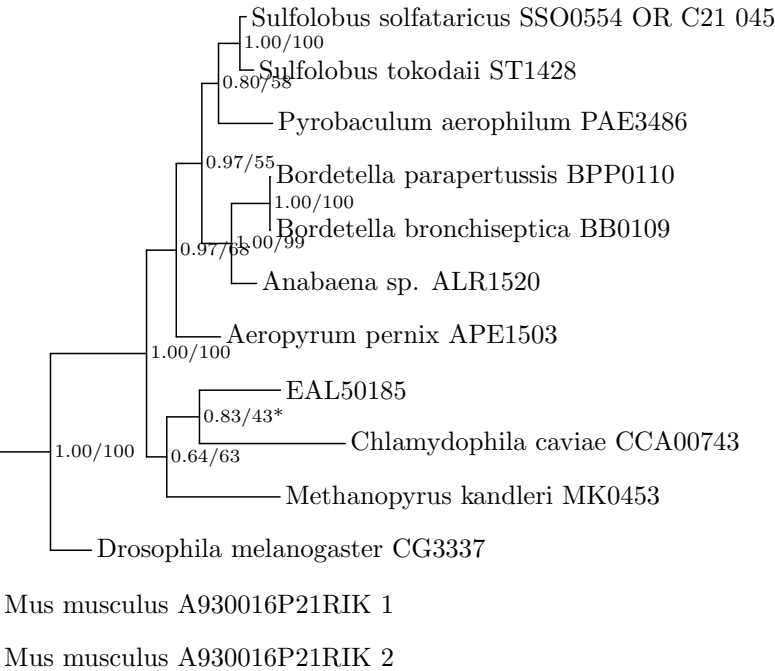 Sulfolobus solfataricus SSO0554 OR C21 045
1.00/100
Sulfolobus tokodaii ST1428
0.80/58
Pyrobaculum aerophilum PAE3486
0.97/55
Bordetella parapertussis BPP0110
1.00/100
Bordetella bronchiseptica BB0109
1.00/99
0.97/68
Anabaena sp. ALR1520
Aeropyrum pernix APE1503
1.00/100
EAL50185
0.83/43*
Chlamydophila caviae CCA00743
1.00/100
0.64/63
Methanopyrus kandleri MK0453
Drosophila melanogaster CG3337
Mus musculus A930016P21RIK 1
Mus musculus A930016P21RIK 2